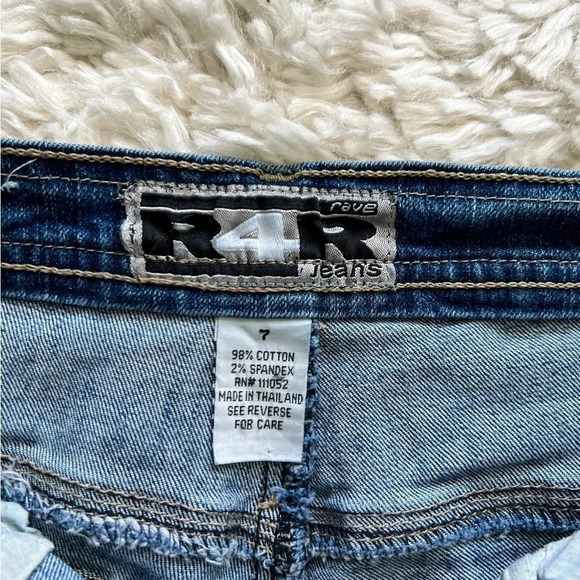 rave
R4R
jeans
7
98% COTTON
2% SPANDEX
RN# 111052
MADE IN THAILAND
SEE REVERSE
FOR CARE